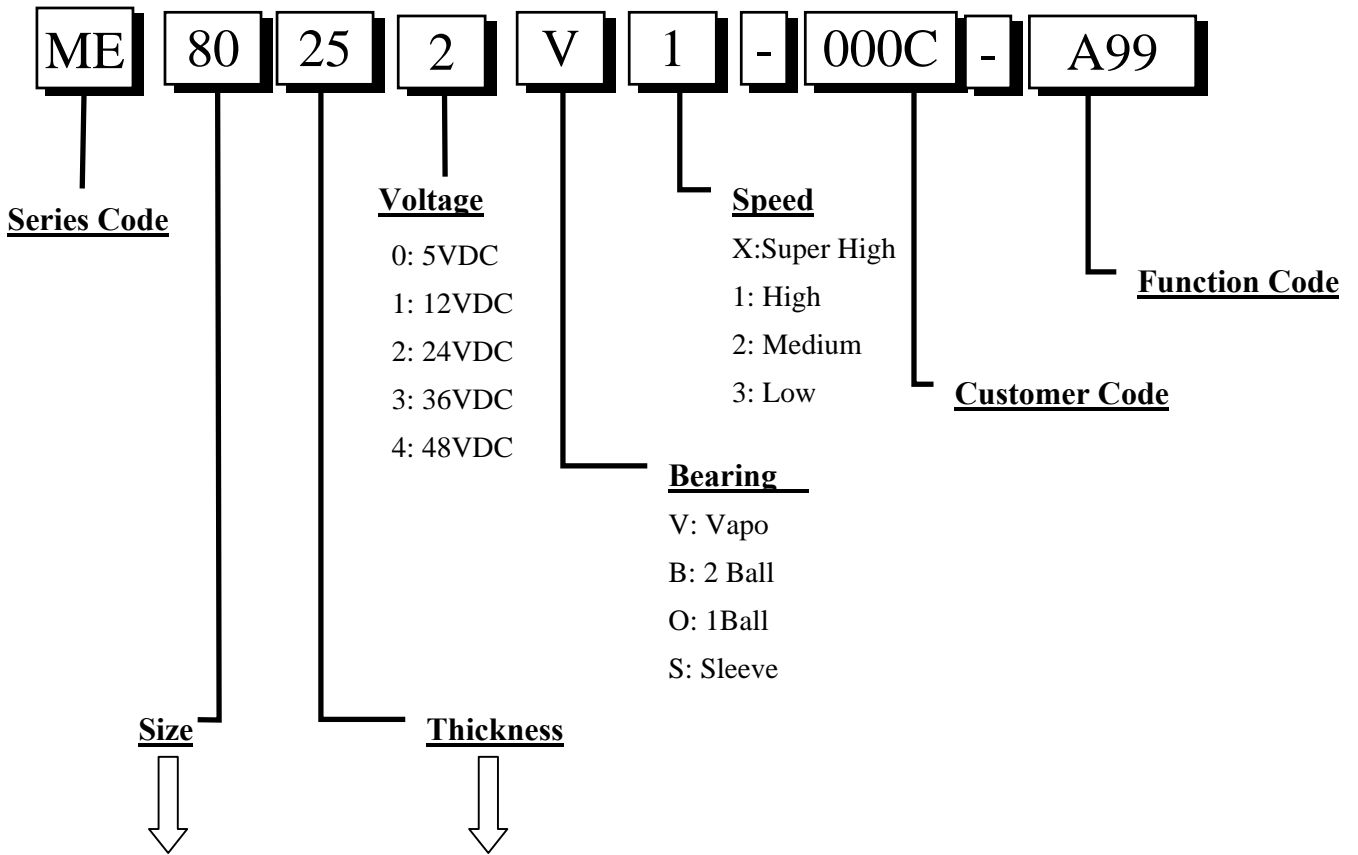 ME 80 25 2 V 1 - 000C - A99
Series Code
Voltage
0: 5VDC
1: 12VDC
2: 24VDC
3: 36VDC
4: 48VDC
Speed
X:Super High
1: High
2: Medium
3: Low
Function Code
Customer Code
Bearing
V: Vapo
B: 2 Ball
O: 1Ball
S: Sleeve
Size
Thickness